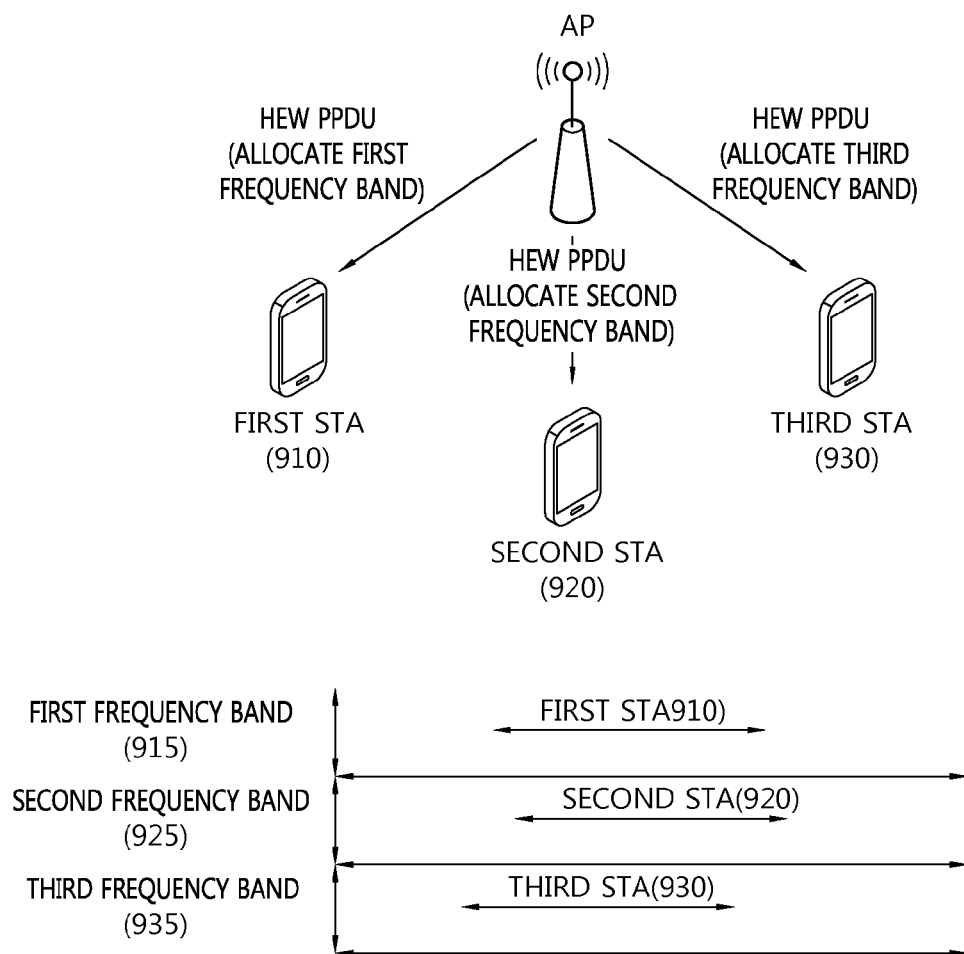 AP
HEW PPDU
(ALLOCATE FIRST
FREQUENCY BAND)
HEW PPDU
(ALLOCATE THIRD
FREQUENCY BAND)
HEW PPDU
(ALLOCATE SECOND
FREQUENCY BAND)
FIRST STA
(910)
THIRD STA
(930)
SECOND STA
(920)
FIRST FREQUENCY BAND
(915)
FIRST STA910)
SECOND FREQUENCY BAND
(925)
SECOND STA(920)
THIRD FREQUENCY BAND
(935)
THIRD STA(930)